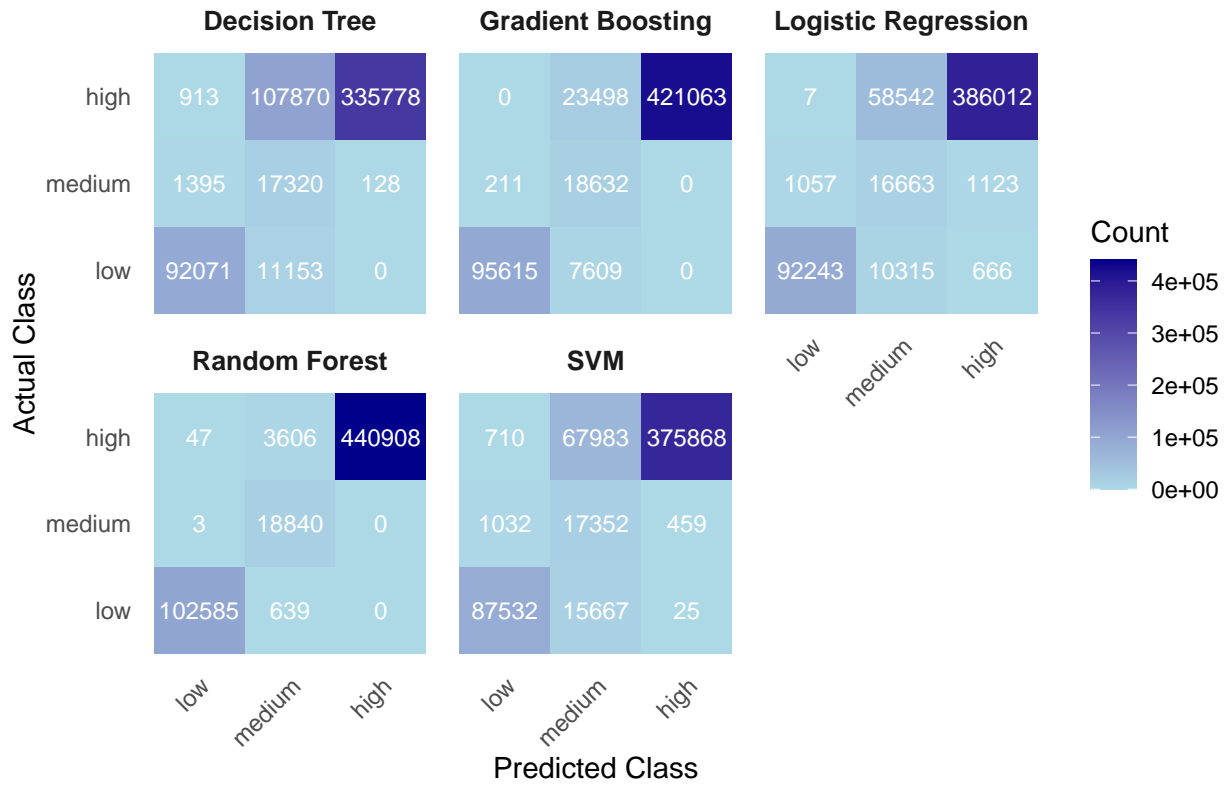 Decision Tree Gradient Boosting Logistic Regression
high 913 107870 335778 0 23498 421063 7 58542 386012
medium 1395 17320 128 211 18632 0 1057 16663 1123
low 92071 11153 0 95615 7609 0 92243 10315 666
low medium high
Random Forest SVM
high 47 3606 440908 710 67983 375868
medium 3 18840 0 1032 17352 459
low 102585 639 0 87532 15667 25
low medium high low medium high
Predicted Class
Actual Class
Count
4e+05
3e+05
2e+05
1e+05
0e+00